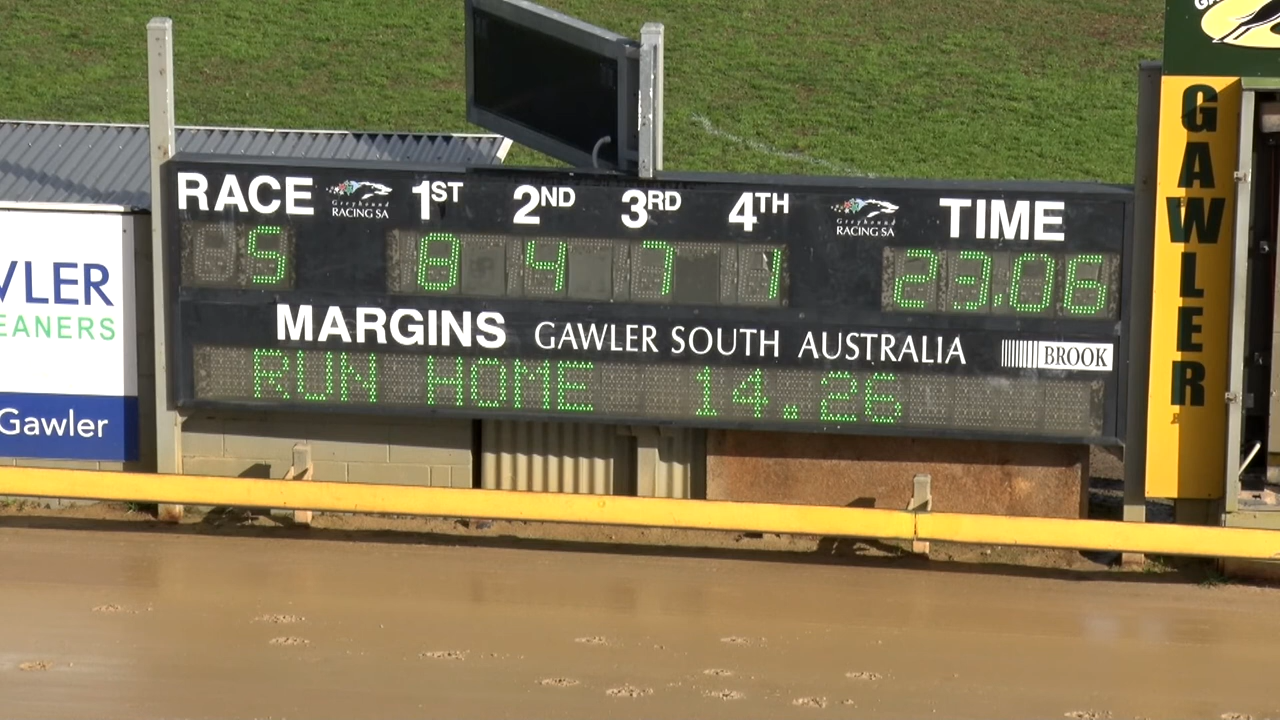 RACE
Greyhound
RACING SA
1ST 2ND 3RD 4TH
Greyhound
RACING SA
TIME
5 8 4 7 1 23.06
MARGINS GAWLER SOUTH AUSTRALIA BROOK
RUN HOME 14.26
WLER
EANERS
Gawler
GAWLER